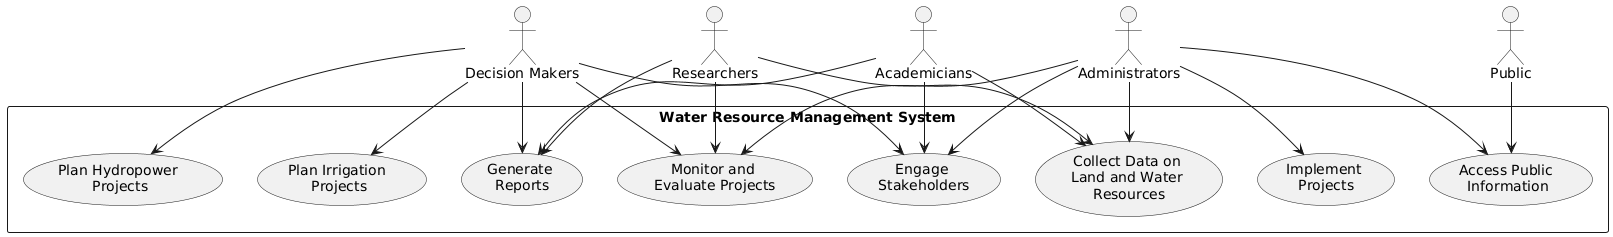 Decision Makers
Researchers
Academicians
Administrators
Public
Water Resource Management System
Plan Hydropower
Projects
Plan Irrigation
Projects
Generate
Reports
Monitor and
Evaluate Projects
Engage
Stakeholders
Collect Data on
Land and Water
Resources
Implement
Projects
Access Public
Information